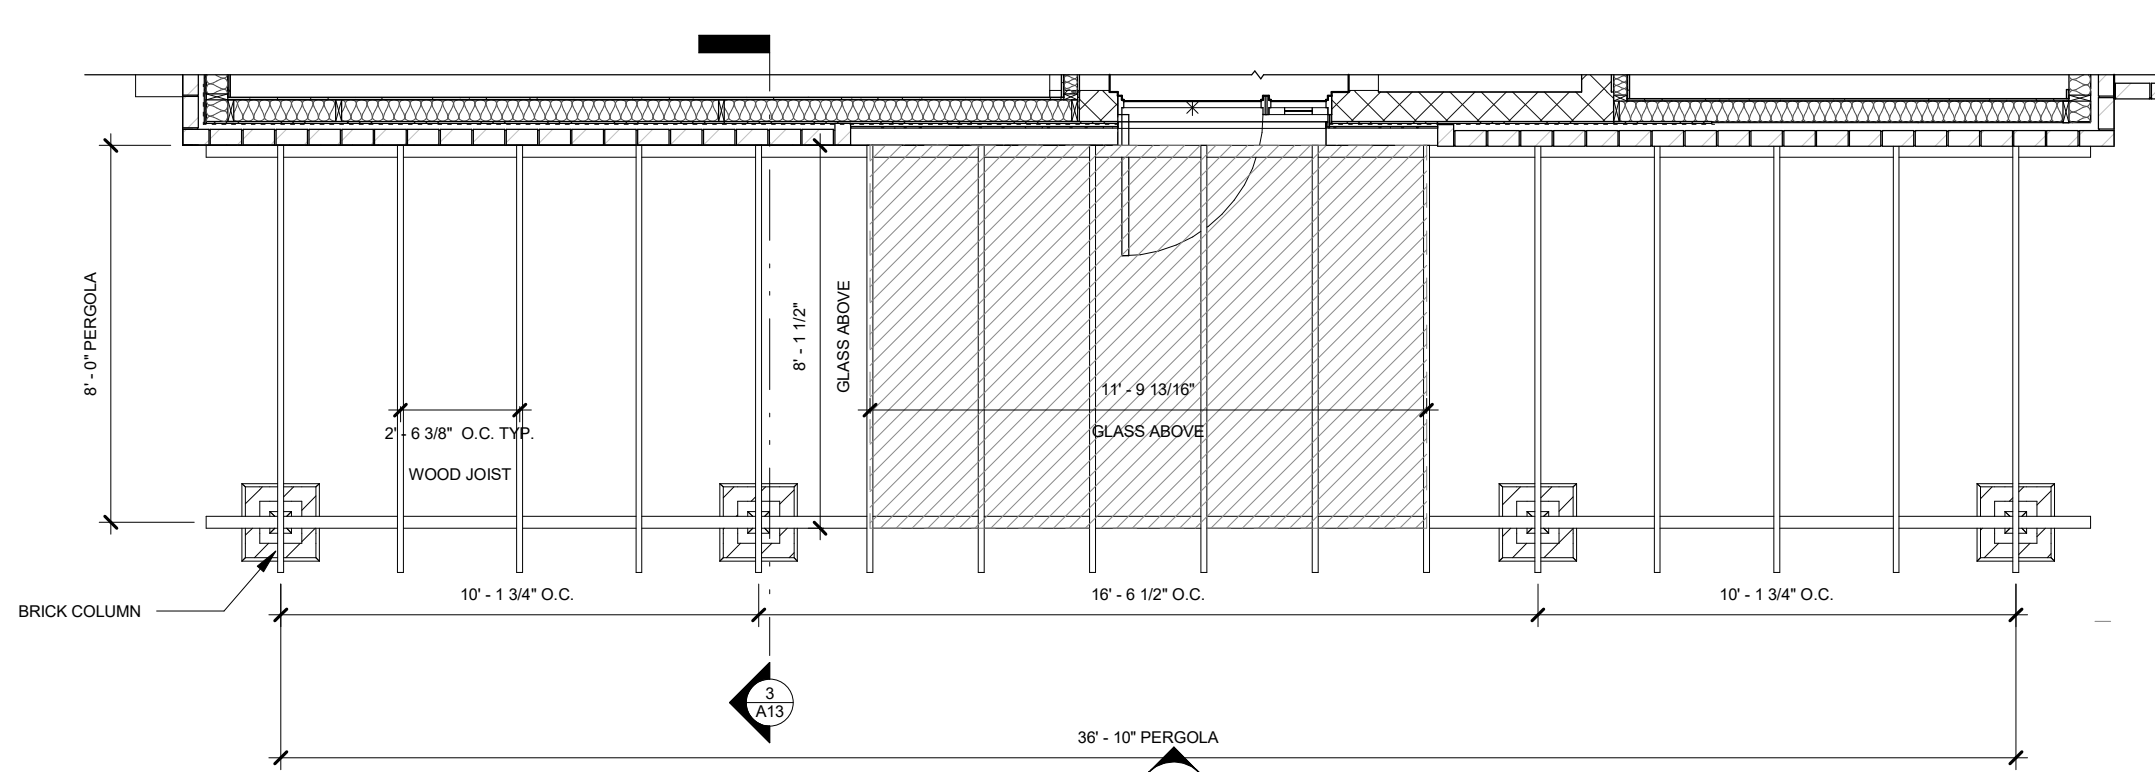 8' - 0" PERGOLA
8' - 1 1/2"
GLASS ABOVE
11' - 9 13/16"
GLASS ABOVE
2' - 6 3/8" O.C. TYP.
WOOD JOIST
10' - 1 3/4" O.C.
16' - 6 1/2" O.C.
10' - 1 3/4" O.C.
BRICK COLUMN
3
A13
36' - 10" PERGOLA